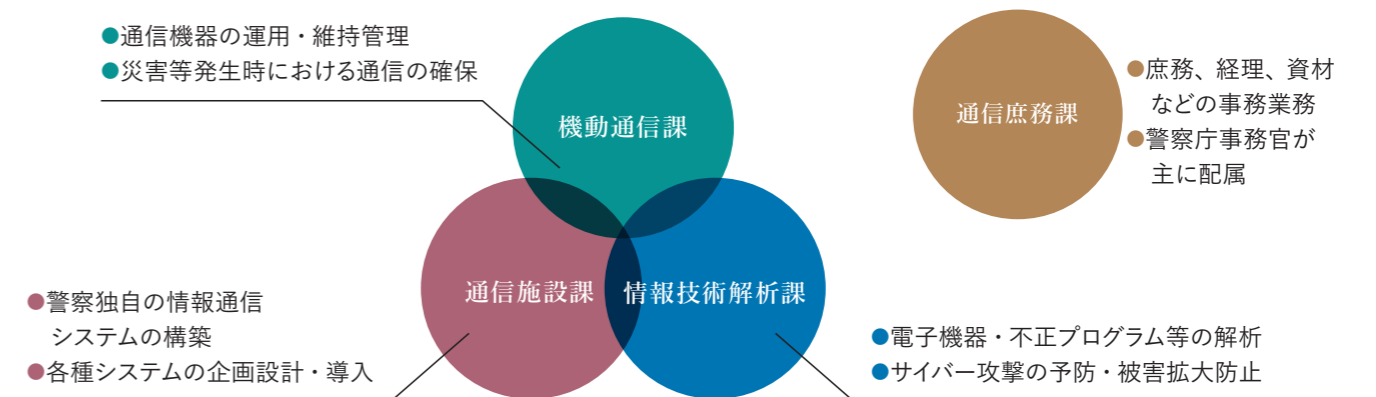 ●通信機器の運用・維持管理
●災害等発生時における通信の確保
機動通信課
通信庶務課
●庶務、経理、資材
などの事務業務
●警察庁事務官が
主に配属
通信施設課
情報技術解析課
●警察独自の情報通信
システムの構築
●各種システムの企画設計・導入
●電子機器・不正プログラム等の解析
●サイバー攻撃の予防・被害拡大防止